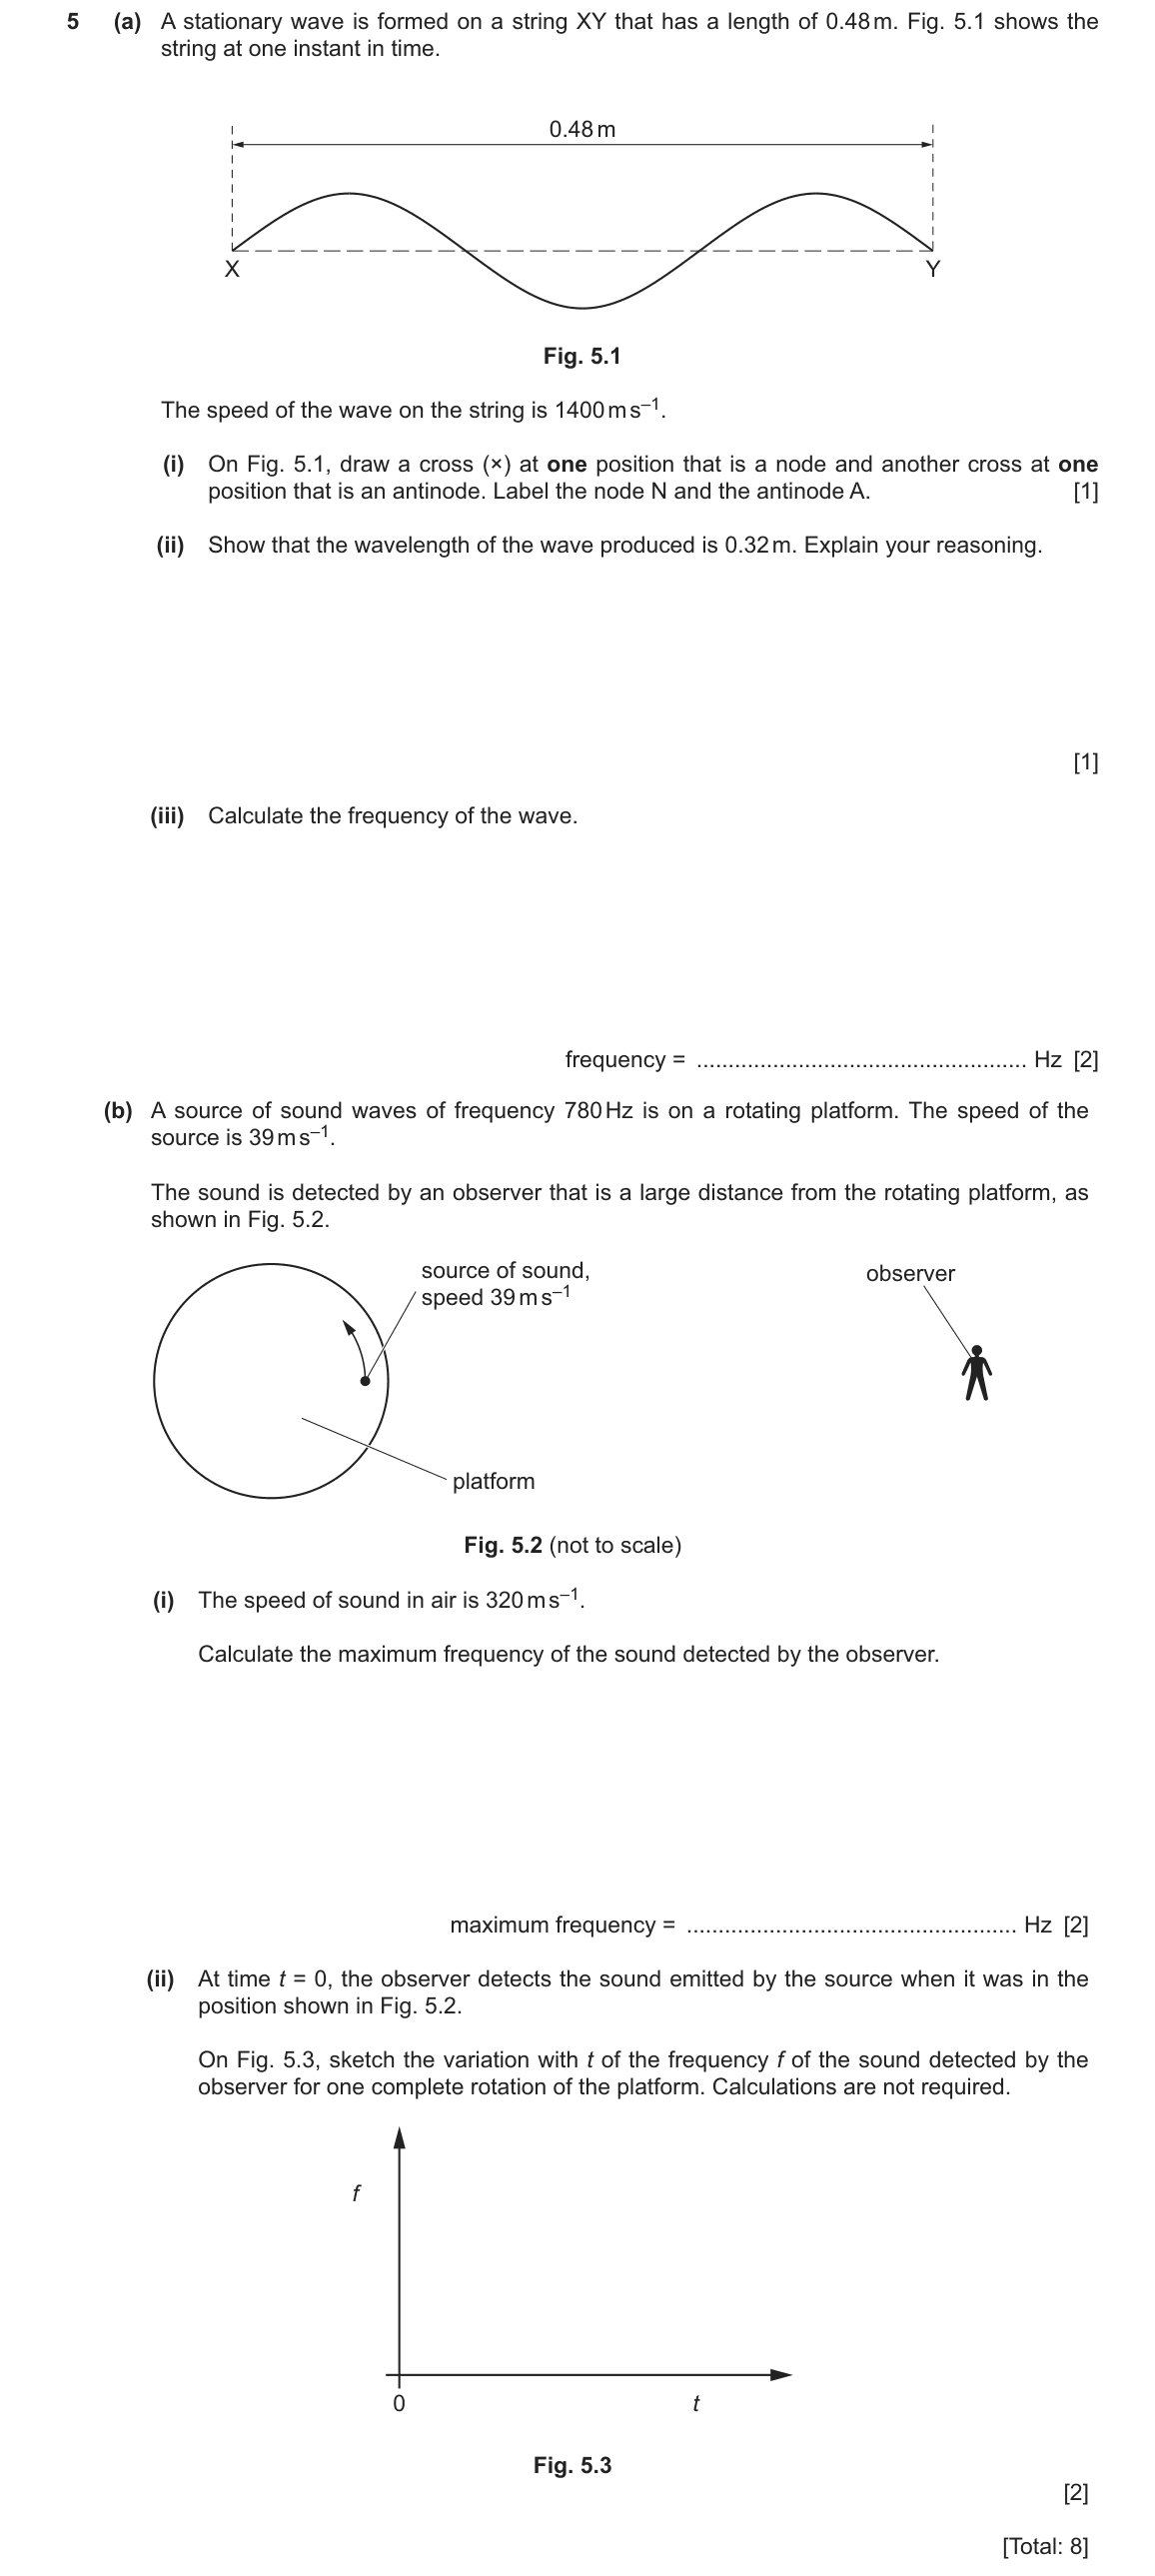 5 (a) A stationary wave is formed on a string XY that has a length of 0.48 m. Fig. 5.1 shows the
string at one instant in time.
0.48 m
X Y
Fig. 5.1
The speed of the wave on the string is 1400 m s⁻¹.
(i) On Fig. 5.1, draw a cross (×) at one position that is a node and another cross at one
position that is an antinode. Label the node N and the antinode A. [1]
(ii) Show that the wavelength of the wave produced is 0.32 m. Explain your reasoning.
[1]
(iii) Calculate the frequency of the wave.
frequency = .................................................... Hz [2]
(b) A source of sound waves of frequency 780 Hz is on a rotating platform. The speed of the
source is 39 m s⁻¹.
The sound is detected by an observer that is a large distance from the rotating platform, as
shown in Fig. 5.2.
source of sound,
speed 39 m s⁻¹
observer
platform
Fig. 5.2 (not to scale)
(i) The speed of sound in air is 320 m s⁻¹.
Calculate the maximum frequency of the sound detected by the observer.
maximum frequency = .................................................... Hz [2]
(ii) At time t = 0, the observer detects the sound emitted by the source when it was in the
position shown in Fig. 5.2.
On Fig. 5.3, sketch the variation with t of the frequency f of the sound detected by the
observer for one complete rotation of the platform. Calculations are not required.
f
0 t
Fig. 5.3
[2]
[Total: 8]